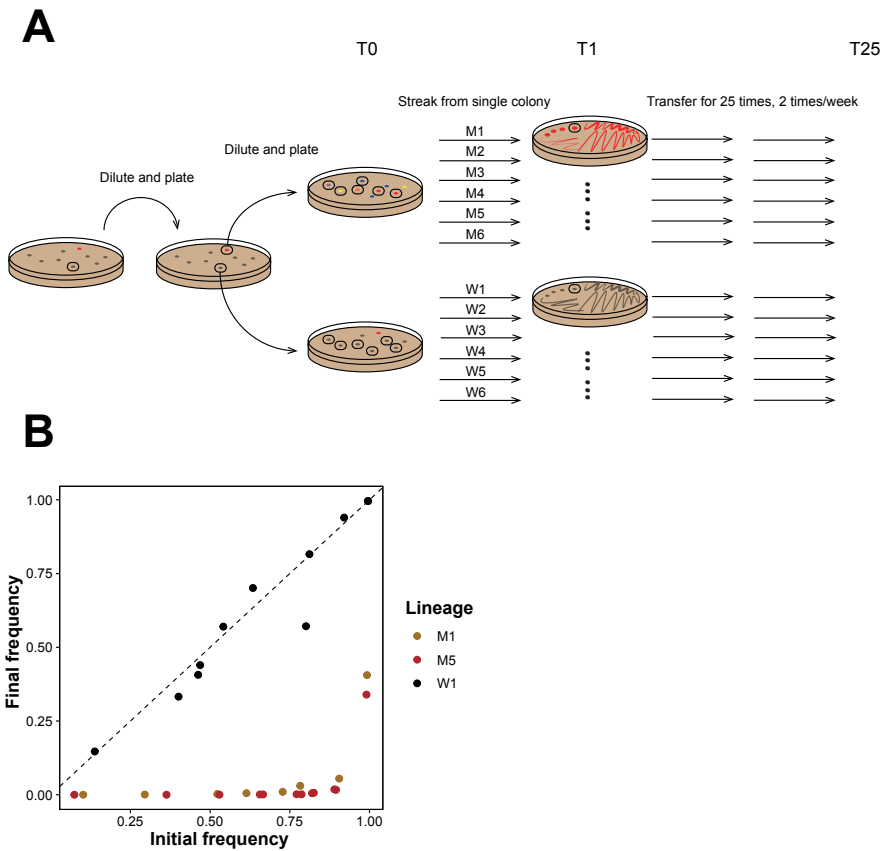 A
T0
T1
T25
Streak from single colony
Transfer for 25 times, 2 times/week
Dilute and plate
Dilute and plate
M1
M2
M3
M4
M5
M6
W1
W2
W3
W4
W5
W6
B
1.00
0.75
0.50
0.25
0.00
Final frequency
0.25
0.50
0.75
1.00
Initial frequency
Lineage
M1
M5
W1